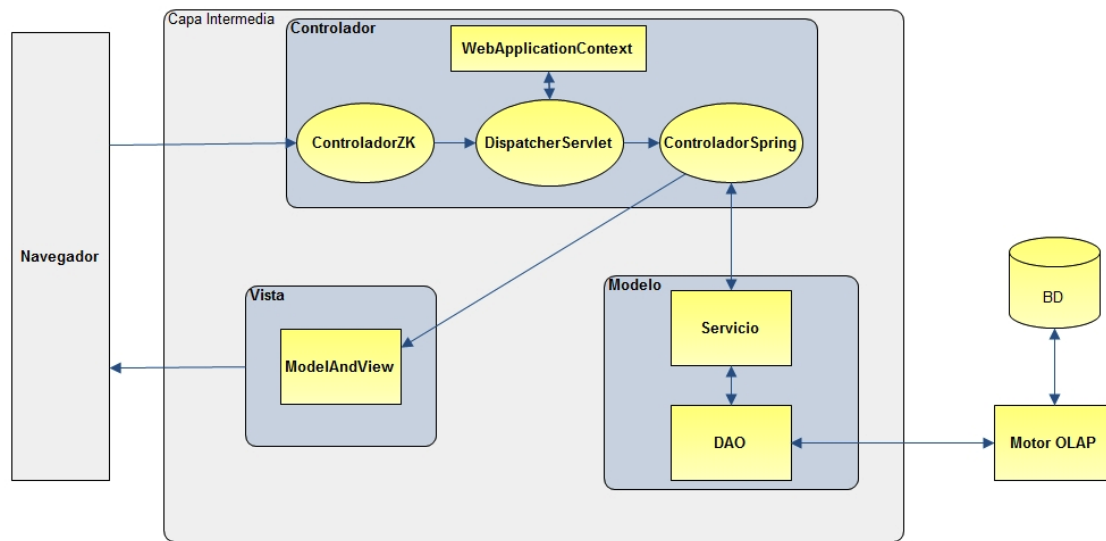 Capa Intermedia
Controlador
WebApplicationContext
ControladorZK
DispatcherServlet
ControladorSpring
Navegador
Vista
ModelAndView
Modelo
Servicio
DAO
BD
Motor OLAP